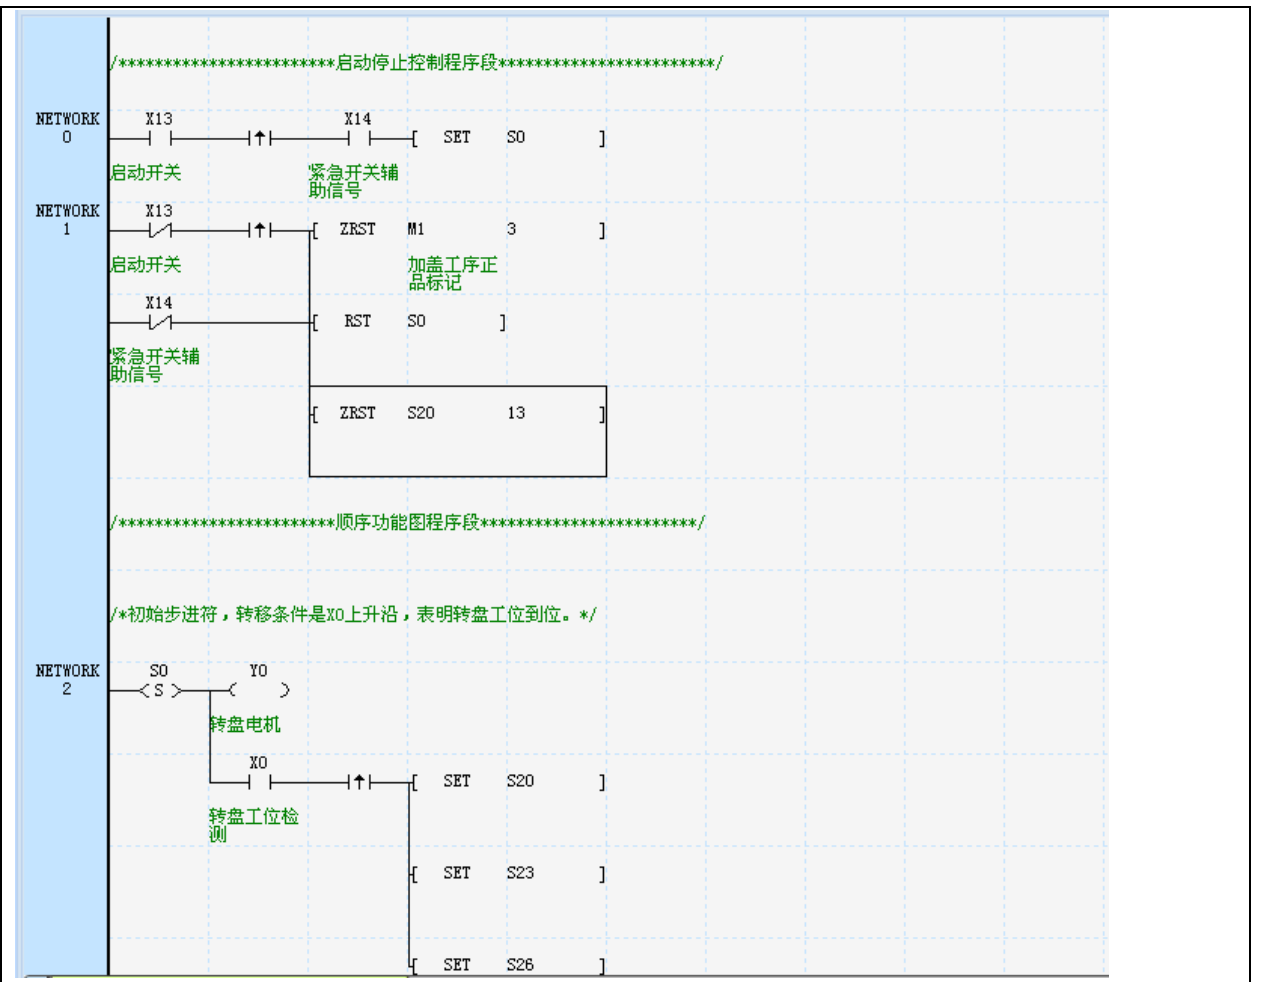 /************************启动停止控制程序段************************/
NETWORK 0
X13 X14
[ SET S0 ]
启动开关 紧急开关辅
助信号
NETWORK 1
X13
[ ZRST M1 3 ]
启动开关 加盖工序正
品标记
X14
[ RST S0 ]
紧急开关辅
助信号
[ ZRST S20 13 ]
/************************顺序功能图程序段************************/
/*初始步进符，转移条件是X0上升沿，表明转盘工位到位。*/
NETWORK 2
S0 Y0
<S> ( )
转盘电机
X0
[ SET S20 ]
转盘工位检
测
[ SET S23 ]
[ SET S26 ]